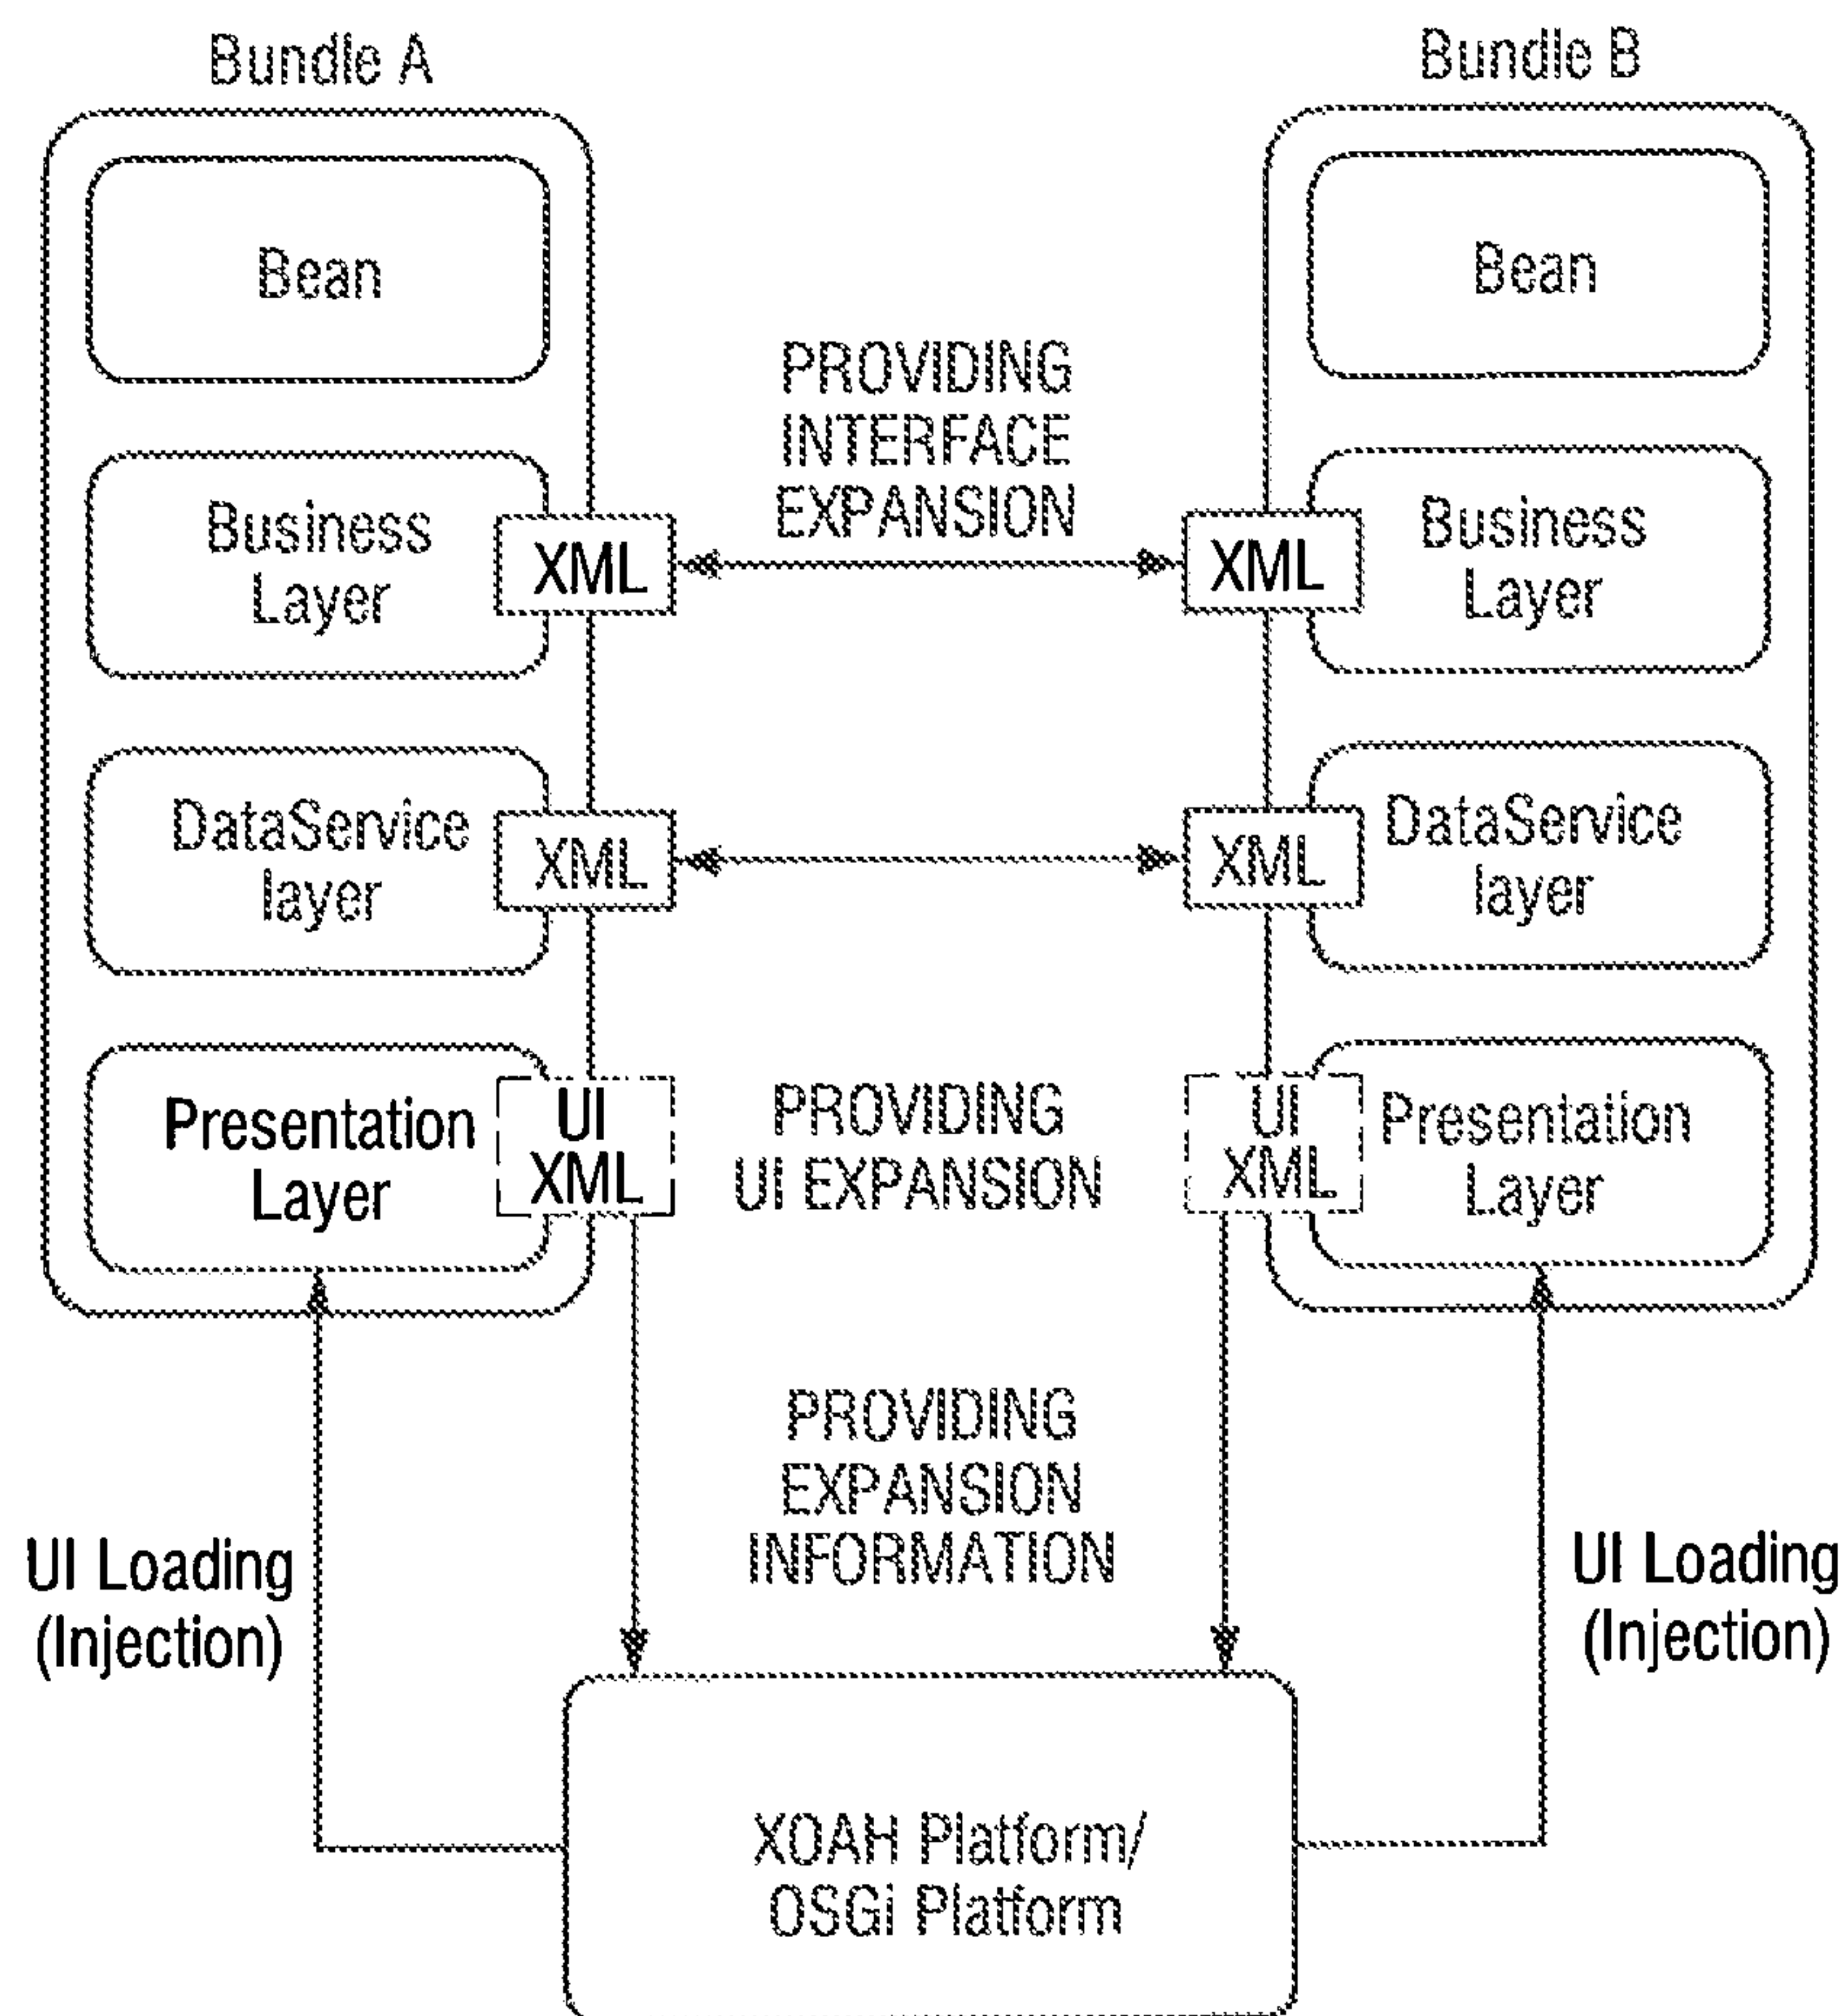 Bundle A
Bundle B
Bean
Bean
PROVIDING
INTERFACE
EXPANSION
Business
Layer
XML
XML
Business
Layer
DataService
layer
XML
XML
DataService
layer
Presentation
Layer
UI
XML
PROVIDING
UI EXPANSION
UI
XML
Presentation
Layer
PROVIDING
EXPANSION
INFORMATION
UI Loading
(Injection)
UI Loading
(Injection)
XOAH Platform/
OSGi Platform